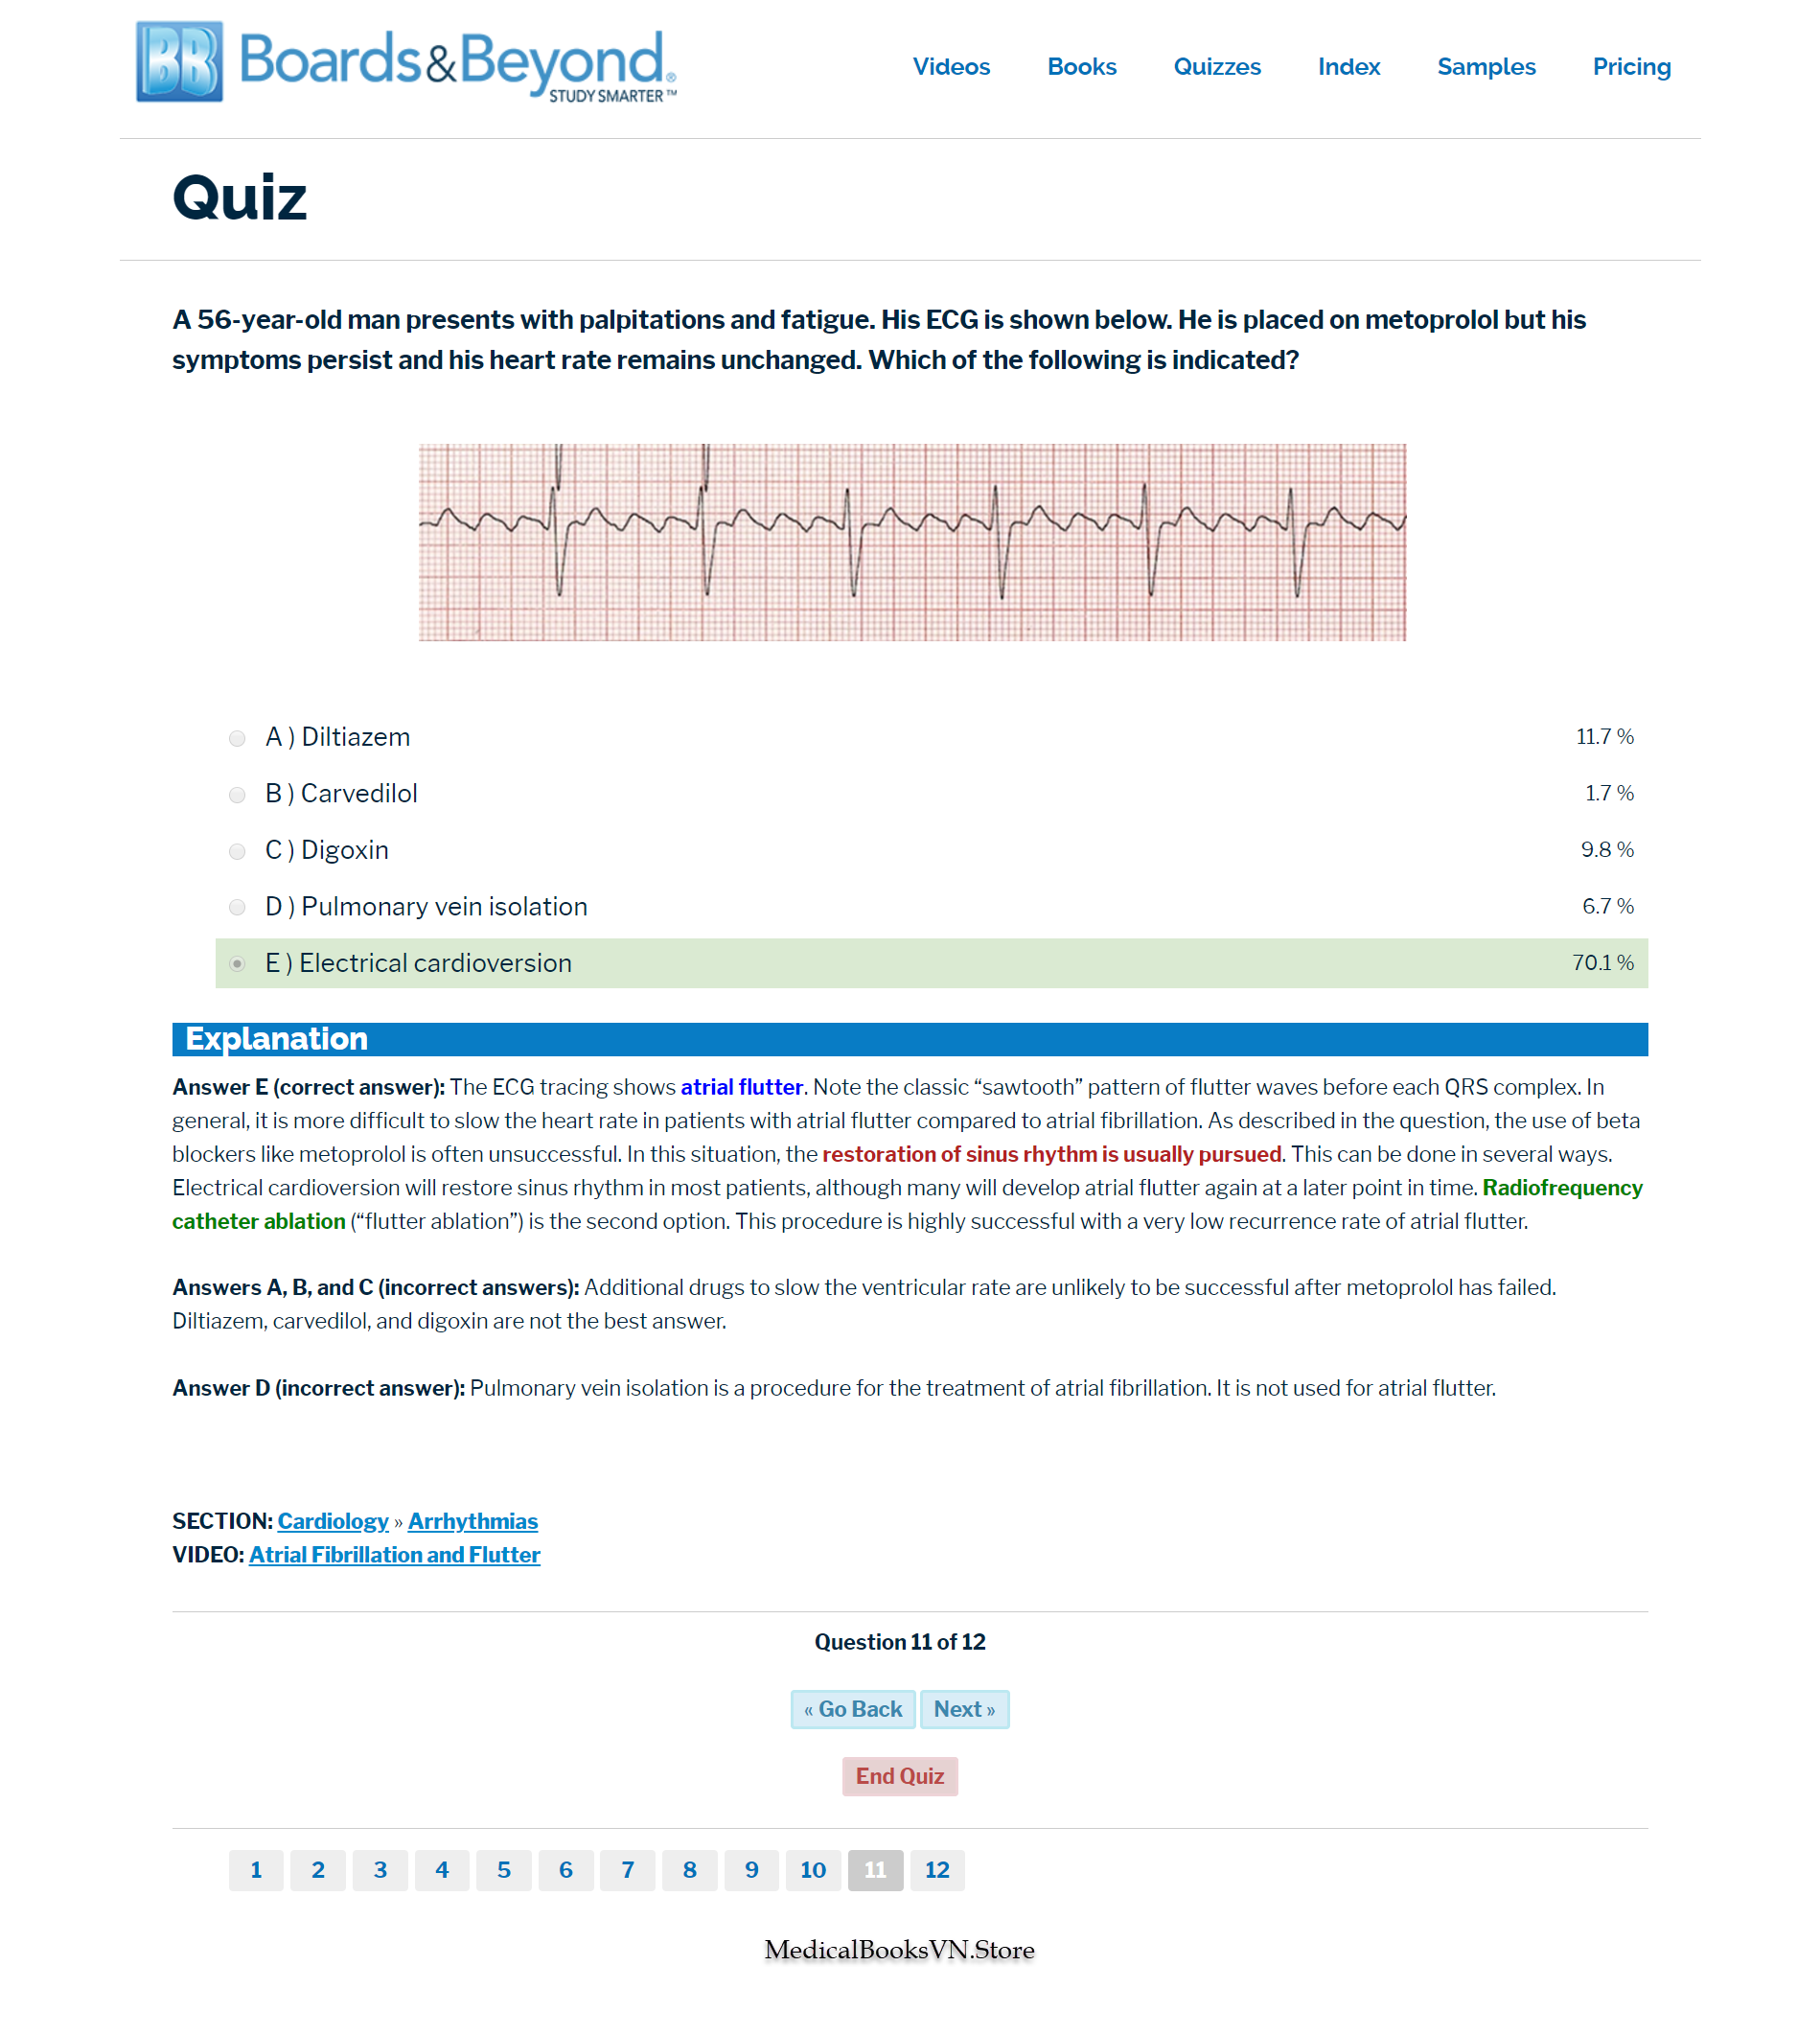 BB Boards&Beyond®
STUDY SMARTER™
Videos Books Quizzes Index Samples Pricing
Quiz
A 56-year-old man presents with palpitations and fatigue. His ECG is shown below. He is placed on metoprolol but his
symptoms persist and his heart rate remains unchanged. Which of the following is indicated?
A ) Diltiazem 11.7 %
B ) Carvedilol 1.7 %
C ) Digoxin 9.8 %
D ) Pulmonary vein isolation 6.7 %
E ) Electrical cardioversion 70.1 %
Explanation
Answer E (correct answer): The ECG tracing shows atrial flutter. Note the classic “sawtooth” pattern of flutter waves before each QRS complex. In
general, it is more difficult to slow the heart rate in patients with atrial flutter compared to atrial fibrillation. As described in the question, the use of beta
blockers like metoprolol is often unsuccessful. In this situation, the restoration of sinus rhythm is usually pursued. This can be done in several ways.
Electrical cardioversion will restore sinus rhythm in most patients, although many will develop atrial flutter again at a later point in time. Radiofrequency
catheter ablation (“flutter ablation”) is the second option. This procedure is highly successful with a very low recurrence rate of atrial flutter.
Answers A, B, and C (incorrect answers): Additional drugs to slow the ventricular rate are unlikely to be successful after metoprolol has failed.
Diltiazem, carvedilol, and digoxin are not the best answer.
Answer D (incorrect answer): Pulmonary vein isolation is a procedure for the treatment of atrial fibrillation. It is not used for atrial flutter.
SECTION: Cardiology » Arrhythmias
VIDEO: Atrial Fibrillation and Flutter
Question 11 of 12
« Go Back Next »
End Quiz
1 2 3 4 5 6 7 8 9 10 11 12
MedicalBooksVN.Store